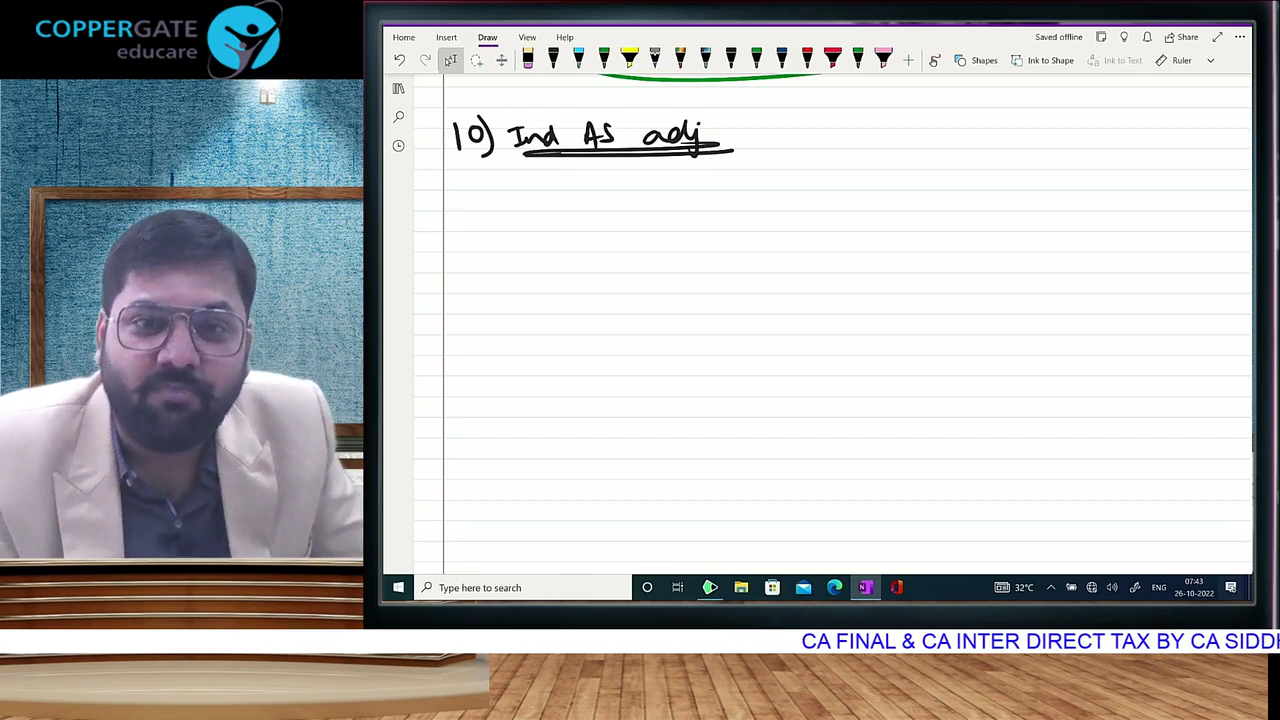 COPPERGATE
educare
Home Insert Draw View Help
Saved offline
Share
Shapes
Ink to Shape
Ink to Text
Ruler
10) Ind AS adj
Type here to search
32°C
ENG
07:43
26-10-2022
CA FINAL & CA INTER DIRECT TAX BY CA SIDD